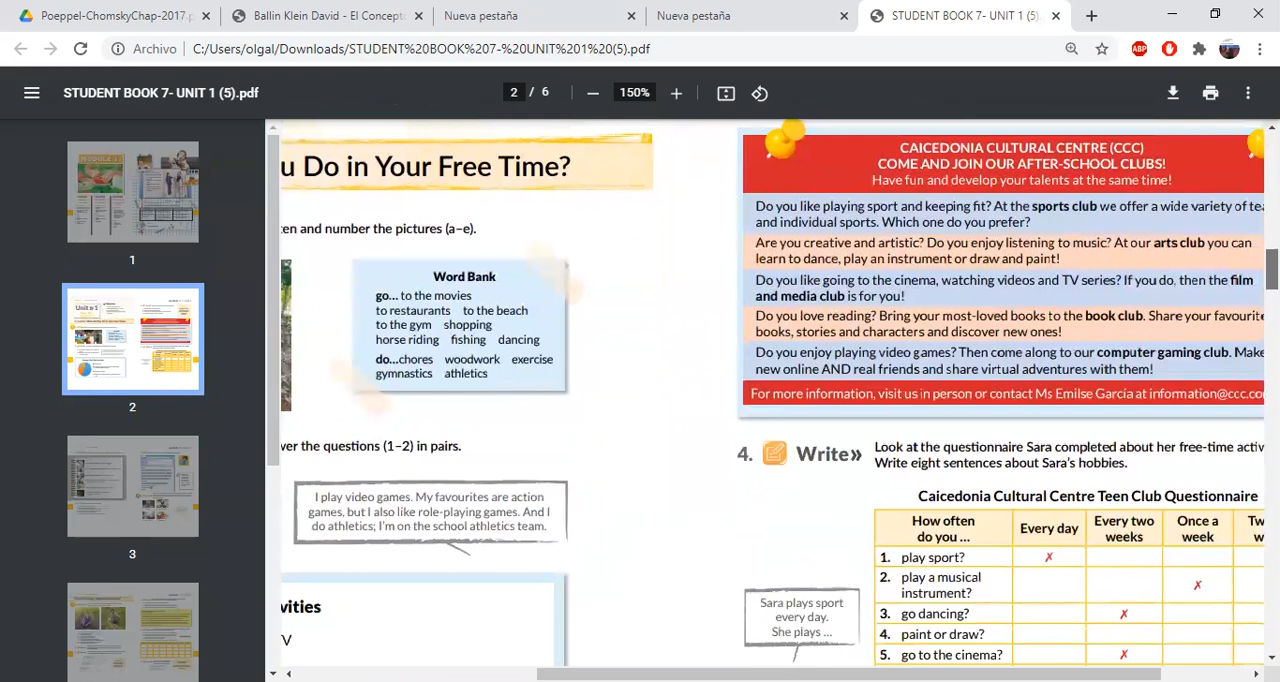 Poeppel-ChomskyChap-2017.p
Ballin Klein David - El Concepto
Nueva pestaña
Nueva pestaña
STUDENT BOOK 7- UNIT 1 (5).p
Archivo
C:/Users/olgal/Downloads/STUDENT%20BOOK%207-%20UNIT%201%20(5).pdf
ABP
STUDENT BOOK 7- UNIT 1 (5).pdf
2 / 6
150%
1
2
3
u Do in Your Free Time?
ten and number the pictures (a–e).
Word Bank
go... to the movies
to restaurants to the beach
to the gym shopping
horse riding fishing dancing
do...chores woodwork exercise
gymnastics athletics
ver the questions (1–2) in pairs.
I play video games. My favourites are action
games, but I also like role-playing games. And I
do athletics; I'm on the school athletics team.
vities
V
CAICEDONIA CULTURAL CENTRE (CCC)
COME AND JOIN OUR AFTER-SCHOOL CLUBS!
Have fun and develop your talents at the same time!
Do you like playing sport and keeping fit? At the sports club we offer a wide variety of tea
and individual sports. Which one do you prefer?
Are you creative and artistic? Do you enjoy listening to music? At our arts club you can
learn to dance, play an instrument or draw and paint!
Do you like going to the cinema, watching videos and TV series? If you do, then the film
and media club is for you!
Do you love reading? Bring your most-loved books to the book club. Share your favourite
books, stories and characters and discover new ones!
Do you enjoy playing video games? Then come along to our computer gaming club. Make
new online AND real friends and share virtual adventures with them!
For more information, visit us in person or contact Ms Emilse García at information@ccc.co
4. Write»
Look at the questionnaire Sara completed about her free-time activ
Write eight sentences about Sara's hobbies.
Caicedonia Cultural Centre Teen Club Questionnaire
How often
do you ...
Every day
Every two
weeks
Once a
week
Tw
w
1. play sport? ✗
2. play a musical
instrument? ✗
3. go dancing? ✗
4. paint or draw?
5. go to the cinema? ✗
Sara plays sport
every day.
She plays ...